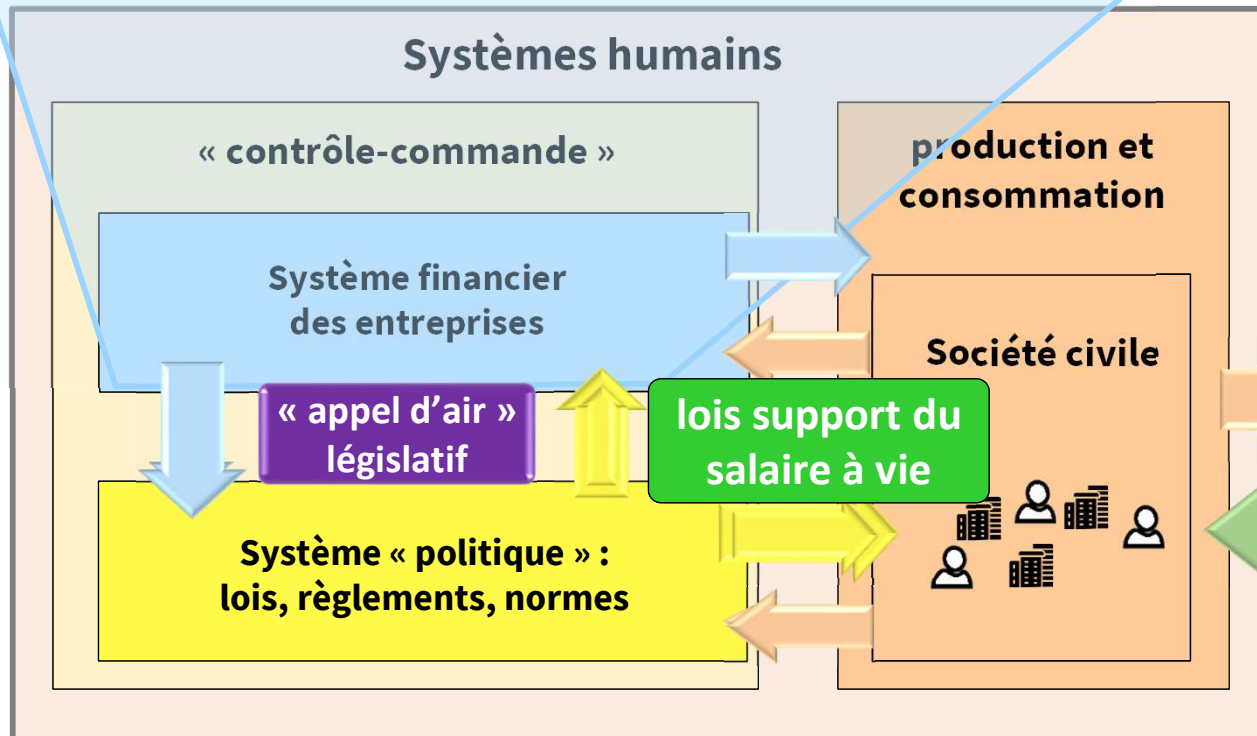 Systèmes humains
« contrôle-commande »
production et
consommation
Système financier
des entreprises
Société civile
« appel d’air »
législatif
lois support du
salaire à vie
Système « politique » :
lois, règlements, normes